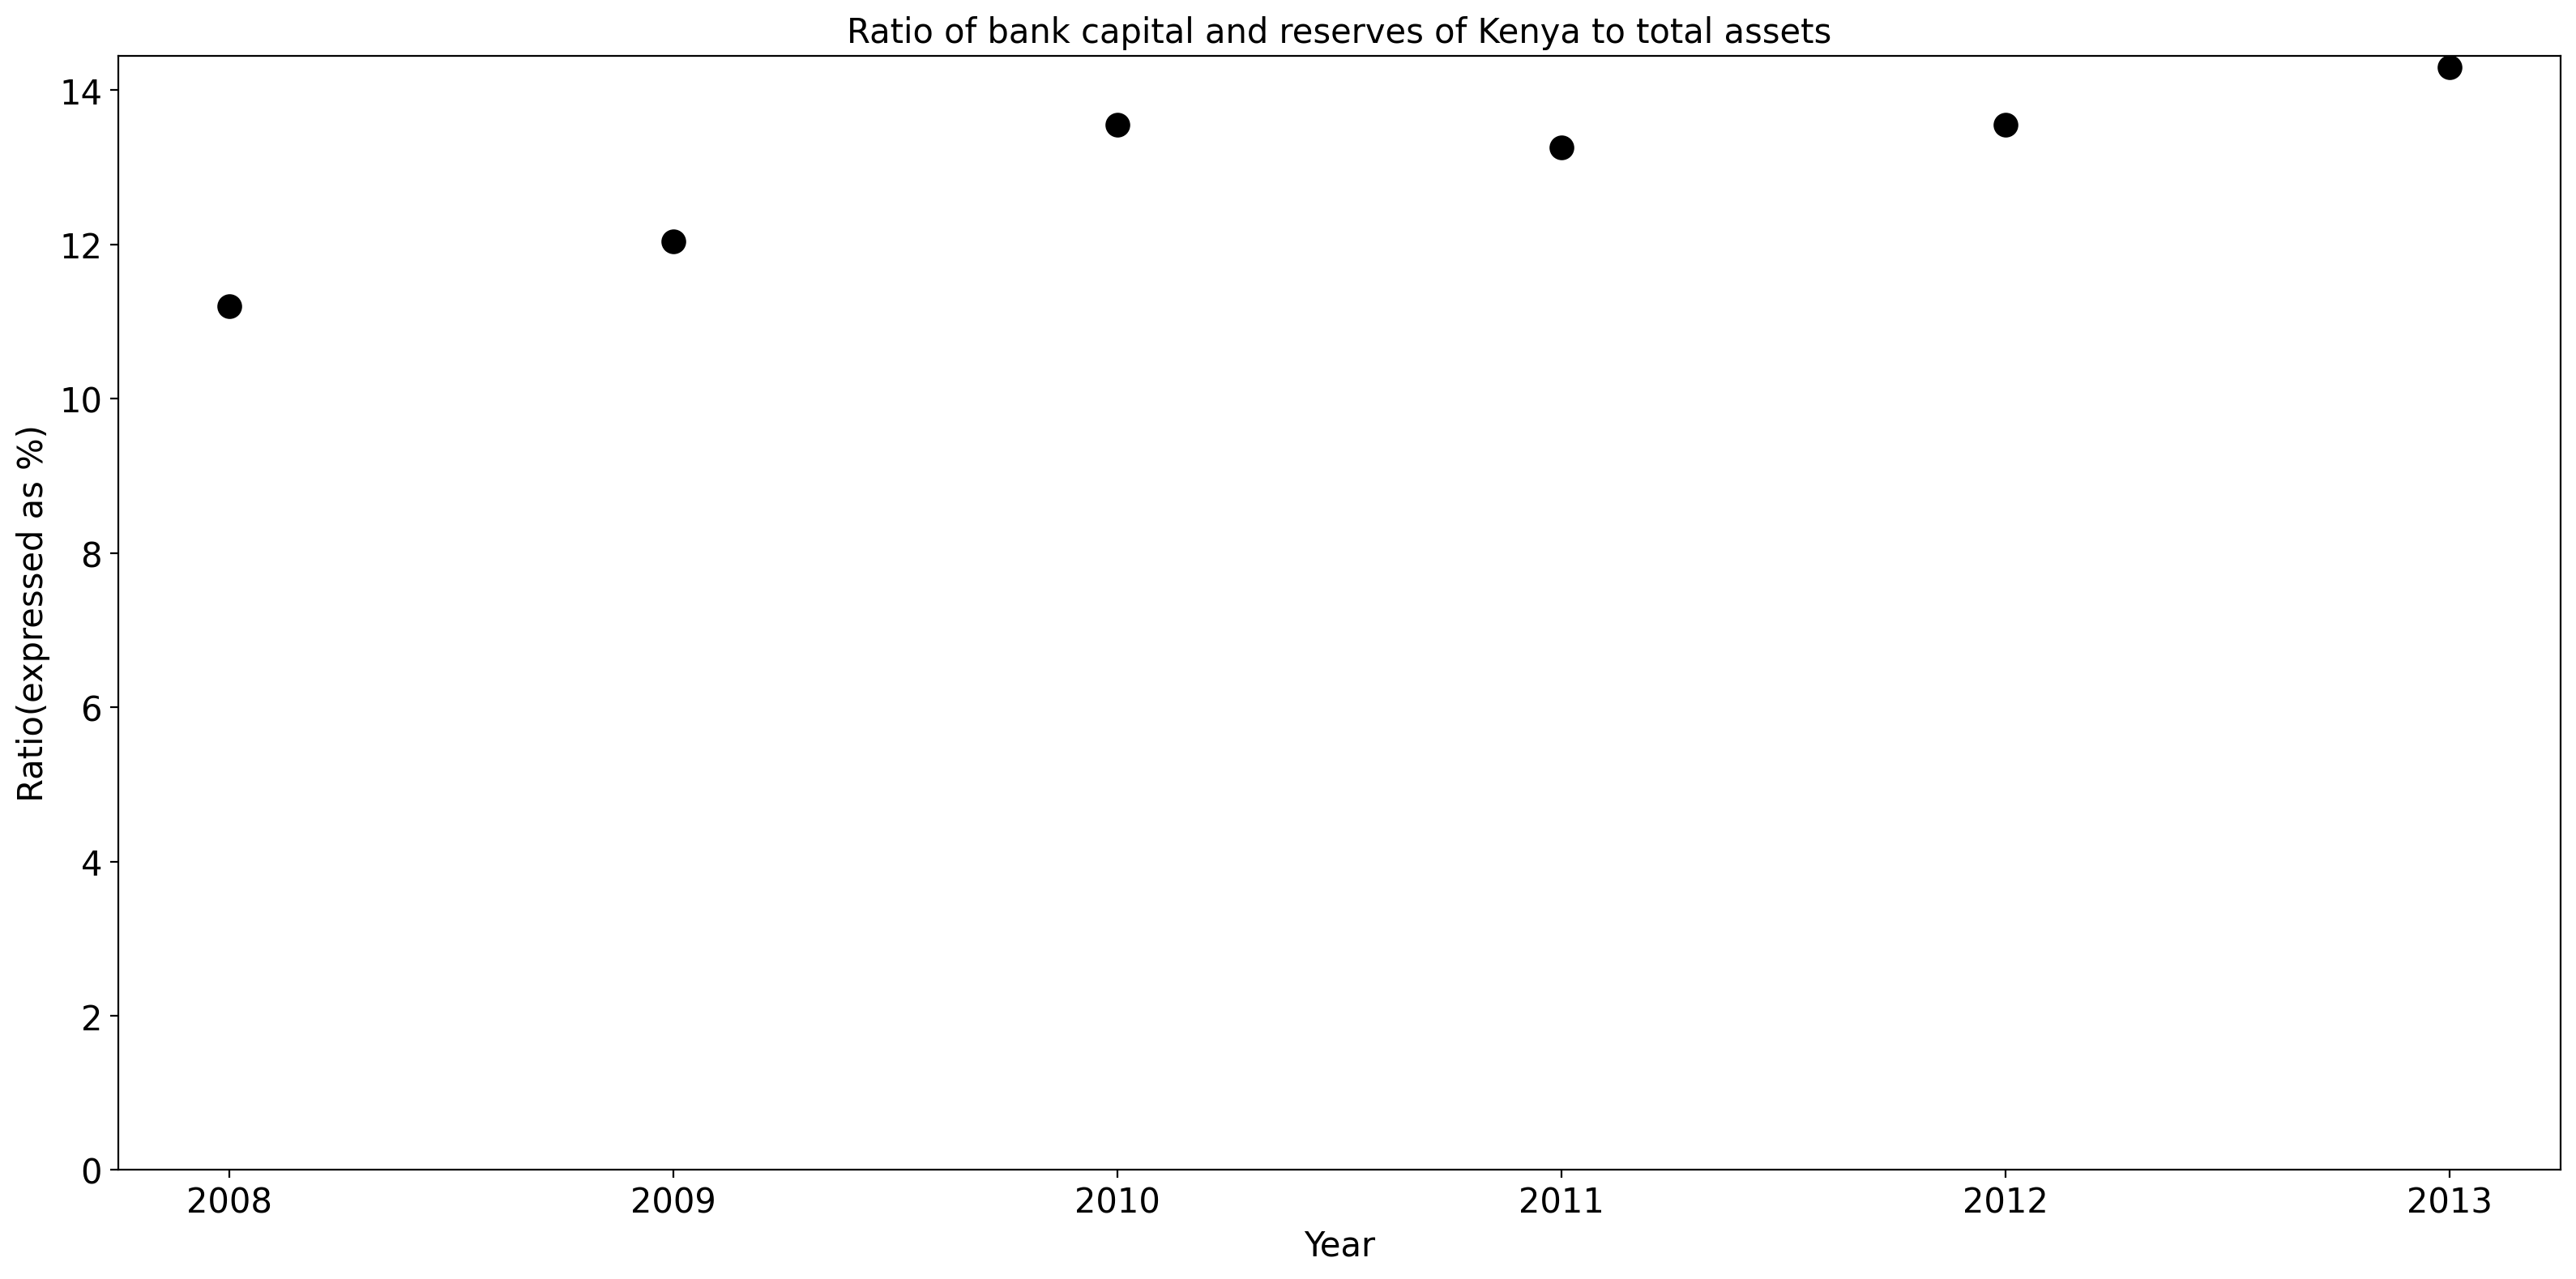 Ratio of bank capital and reserves of Kenya to total assets
14
12
10
8
6
4
2
0
Ratio(expressed as %)
2008 2009 2010 2011 2012 2013
Year